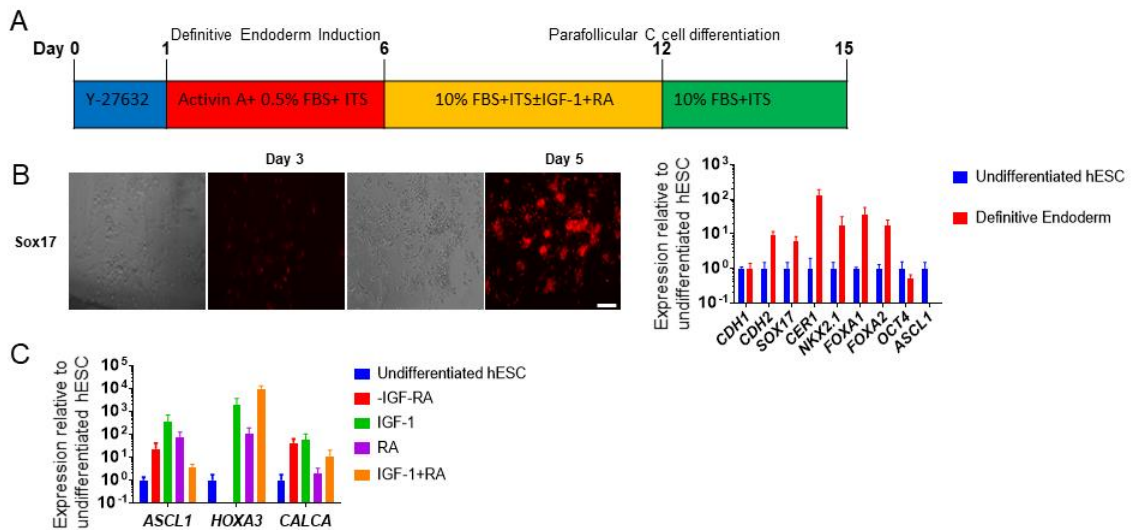 A
Definitive Endoderm Induction
Parafollicular C cell differentiation
Day 0 1 6 12 15
Y-27632
Activin A+ 0.5% FBS+ ITS
10% FBS+ITS±IGF-1+RA
10% FBS+ITS
B
Day 3
Day 5
Sox17
Expression relative to
undifferentiated hESC
10³
10²
10¹
10⁰
10⁻¹
CDH1
CDH2
SOX17
CER1
NKX2.1
FOXA1
FOXA2
OCT4
ASCL1
Undifferentiated hESC
Definitive Endoderm
C
Expression relative to
undifferentiated hESC
10⁵
10⁴
10³
10²
10¹
10⁰
10⁻¹
ASCL1 HOXA3 CALCA
Undifferentiated hESC
-IGF-RA
IGF-1
RA
IGF-1+RA